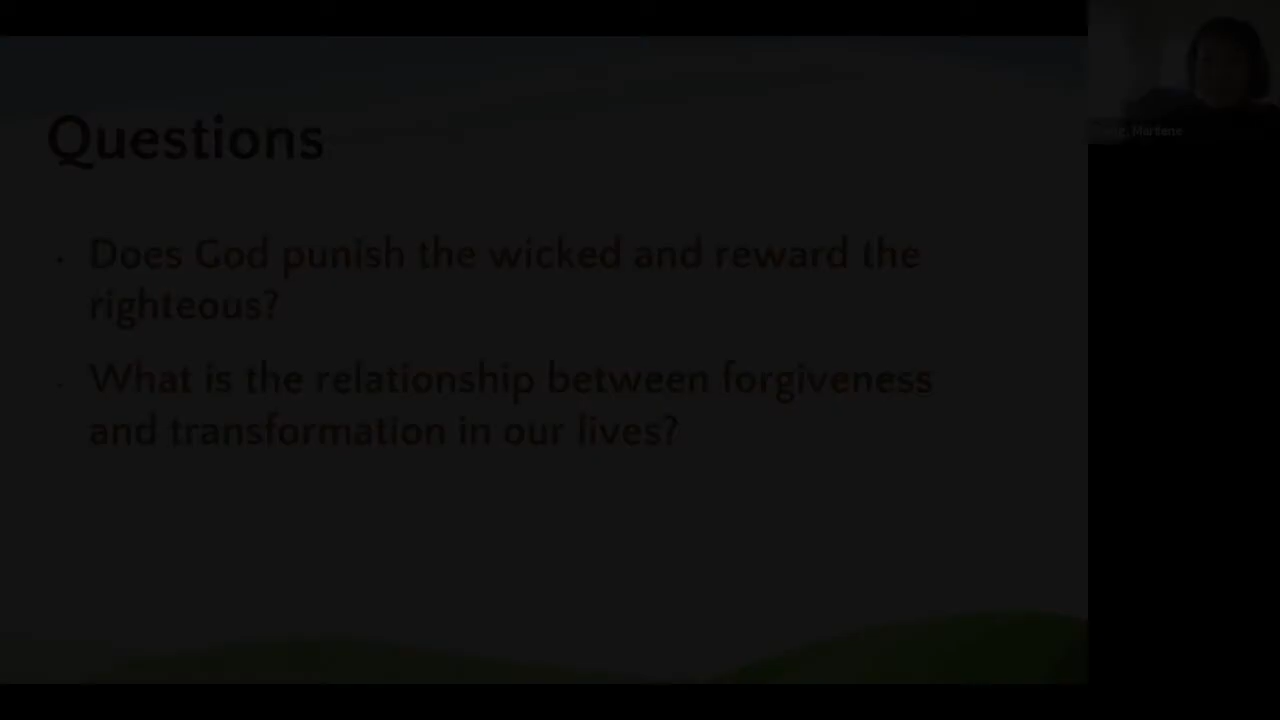 Questions
Does God punish the wicked and reward the
righteous?
What is the relationship between forgiveness
and transformation in our lives?
Marlene